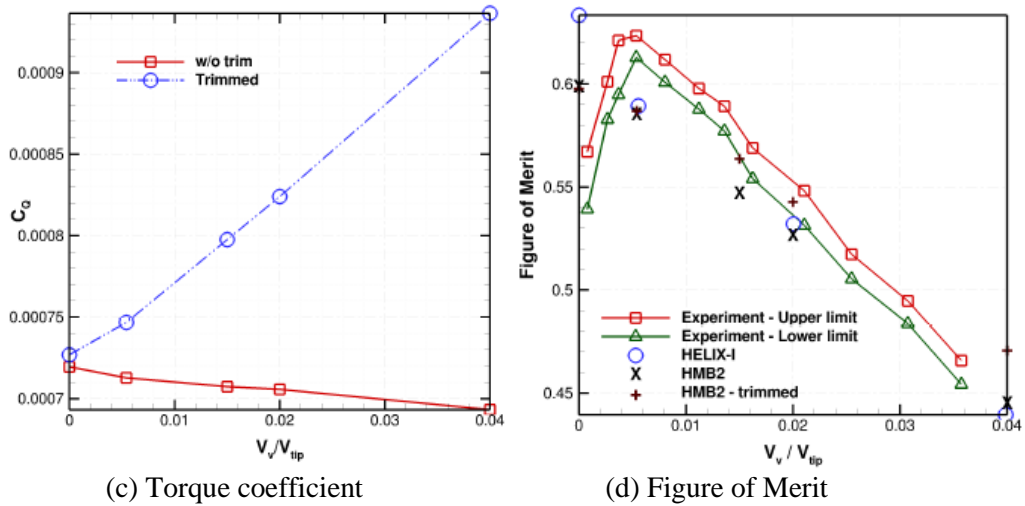 w/o trim
Trimmed
0.0009
0.00085
0.0008
0.00075
0.0007
C_Q
0 0.01 0.02 0.03 0.04
V_v/V_tip
(c) Torque coefficient
0.6
0.55
0.5
0.45
Figure of Merit
Experiment - Upper limit
Experiment - Lower limit
HELIX-I
HMB2
HMB2 - trimmed
0 0.01 0.02 0.03 0.04
V_v / V_tip
(d) Figure of Merit